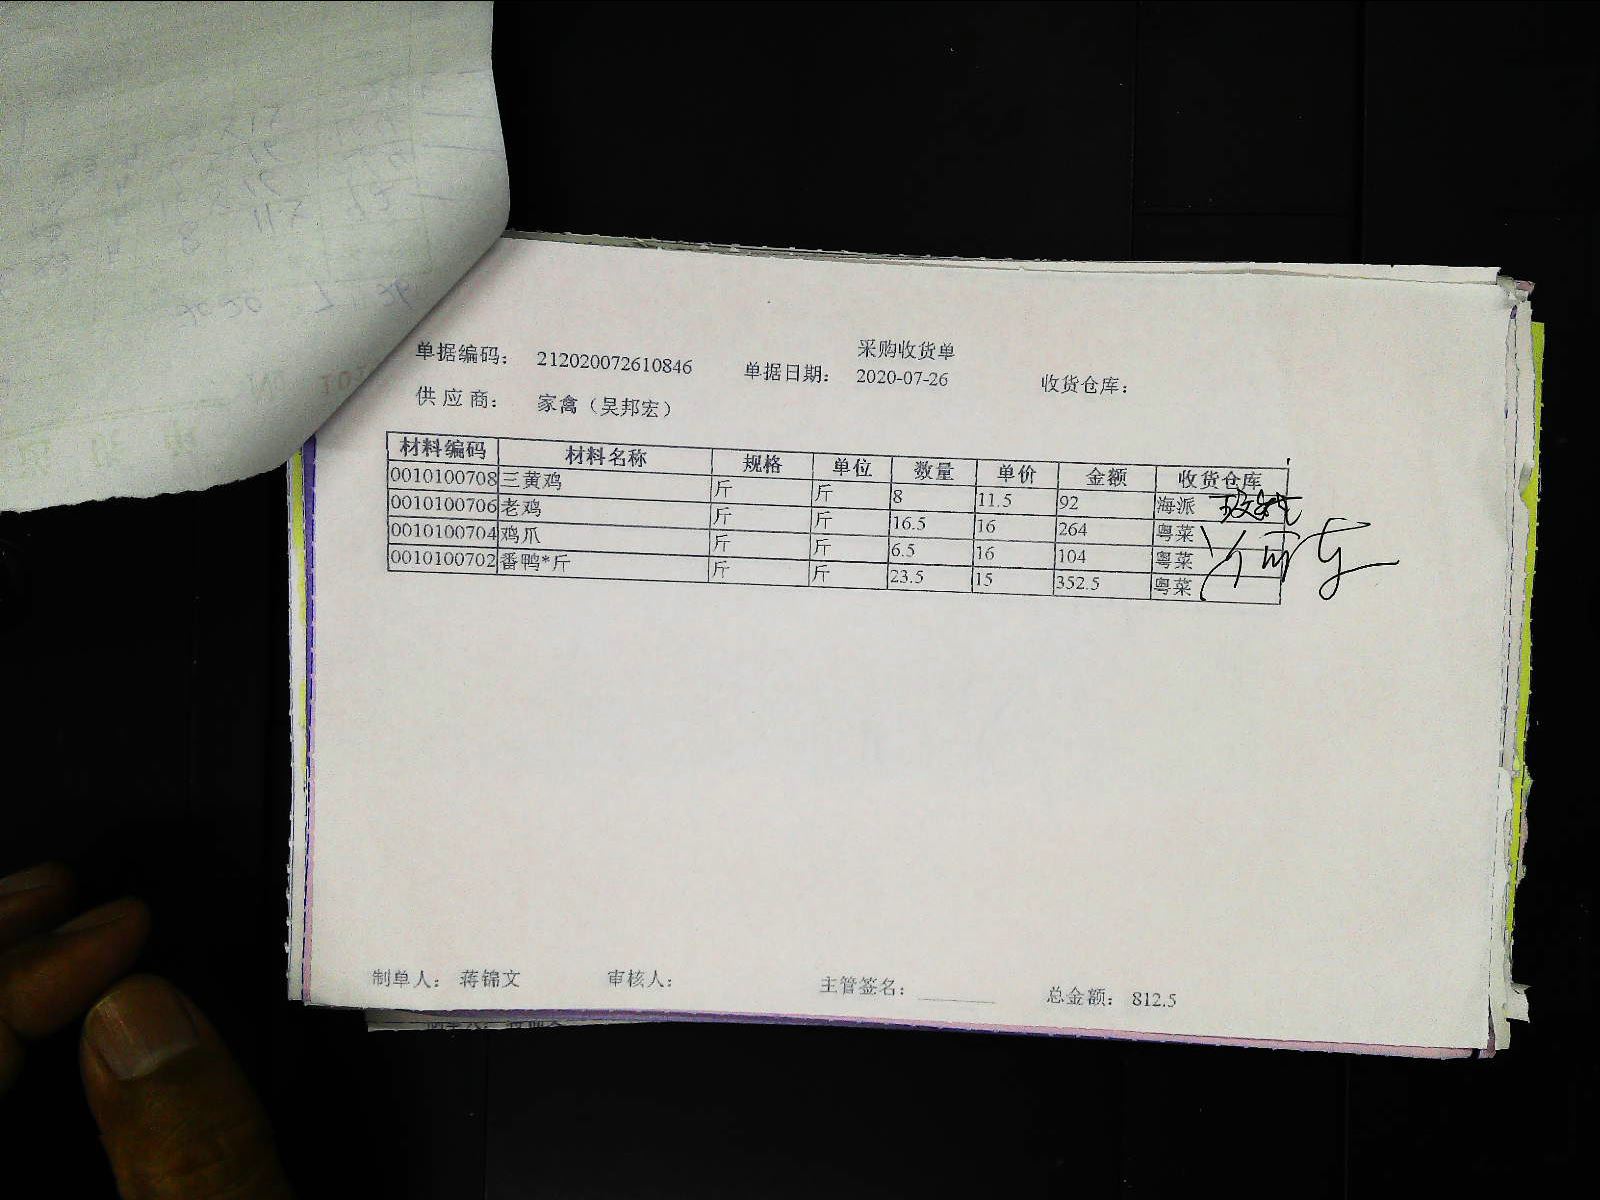 采购收货单
单据编码： 212020072610846 单据日期： 2020-07-26 收货仓库：
供应商： 家禽（吴邦宏）
材料编码 材料名称 规格 单位 数量 单价 金额 收货仓库
0010100708 三黄鸡 斤 斤 8 11.5 92 海派
0010100706 老鸡 斤 斤 16.5 16 264 粤菜
0010100704 鸡爪 斤 斤 6.5 16 104 粤菜
0010100702 番鸭*斤 斤 斤 23.5 15 352.5 粤菜
制单人： 蒋锦文 审核人： 主管签名： 总金额： 812.5